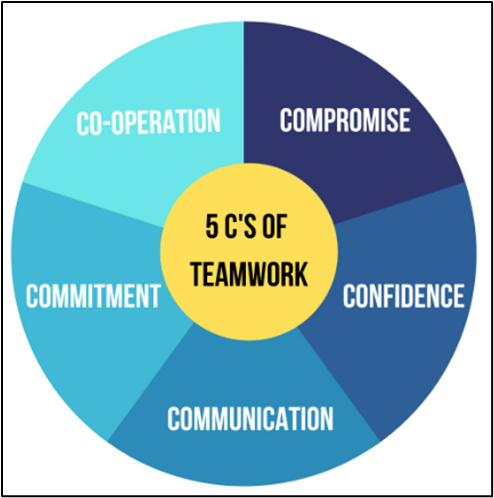 CO-OPERATION
COMPROMISE
5 C'S OF
TEAMWORK
COMMITMENT
CONFIDENCE
COMMUNICATION